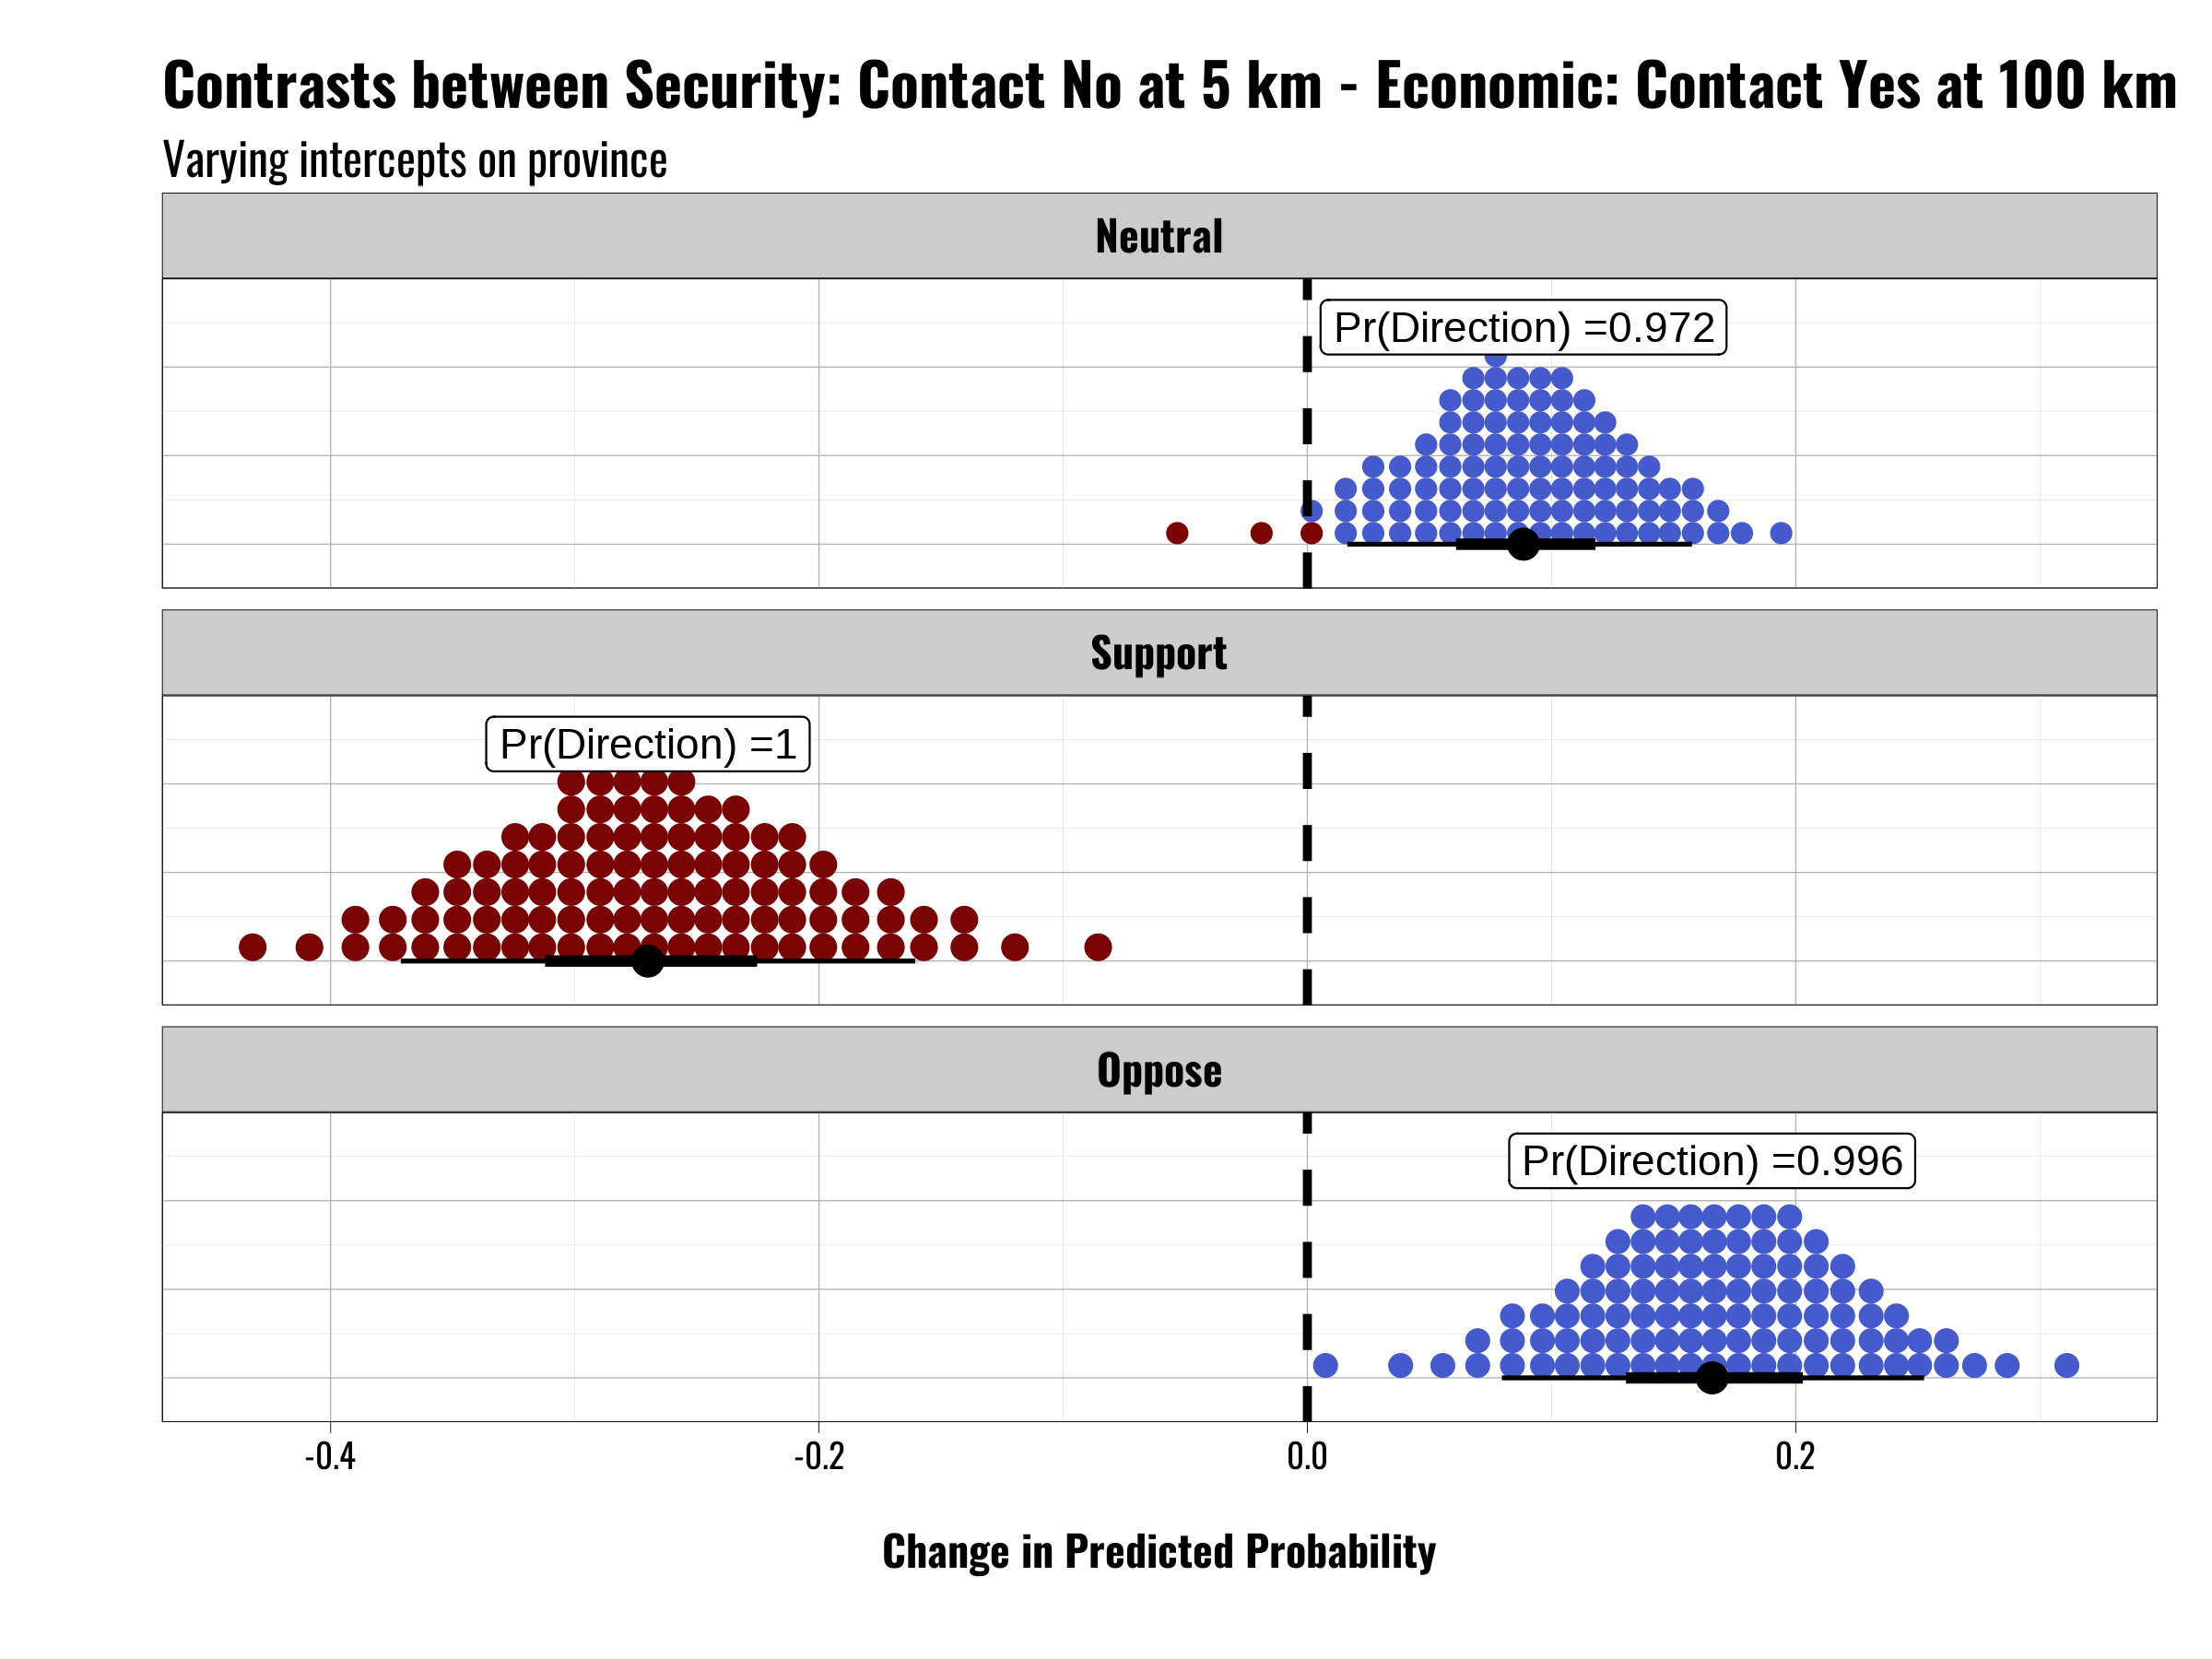 Contrasts between Security: Contact No at 5 km - Economic: Contact Yes at 100 km
Varying intercepts on province
Neutral
Pr(Direction) =0.972
Support
Pr(Direction) =1
Oppose
Pr(Direction) =0.996
-0.4 -0.2 0.0 0.2
Change in Predicted Probability